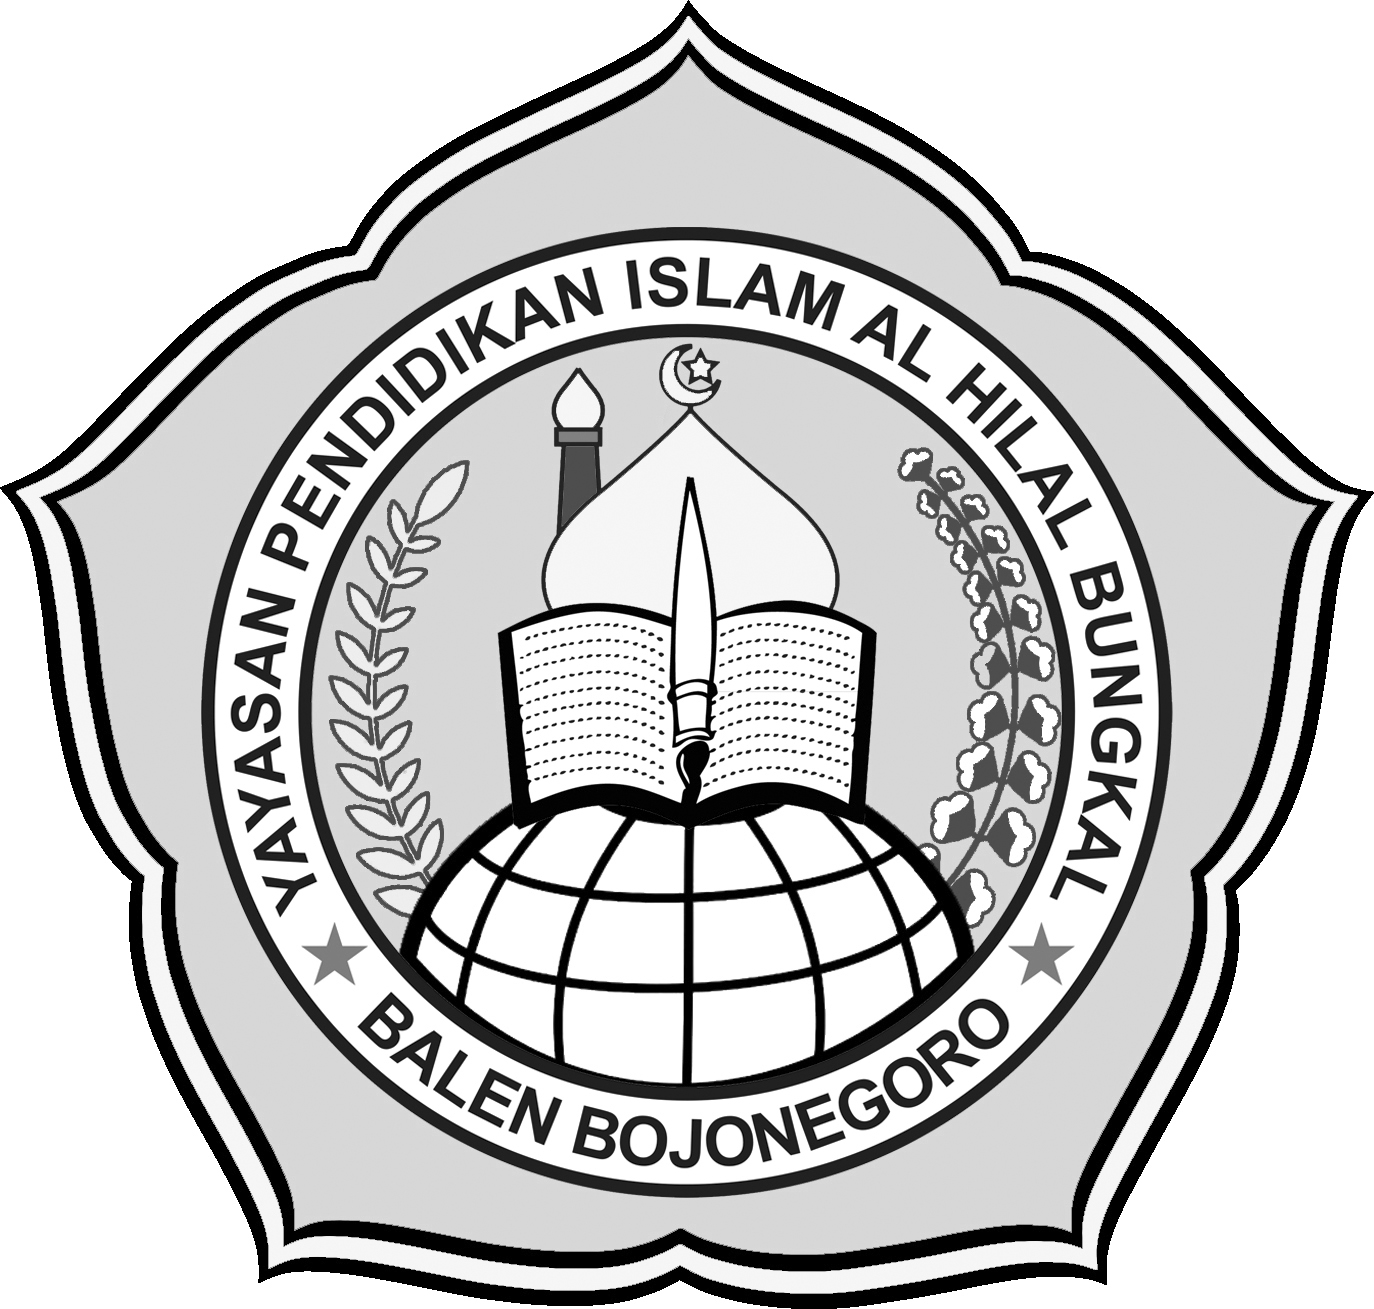 YAYASAN PENDIDIKAN ISLAM AL HILAL BUNGKAL
BALEN BOJONEGORO